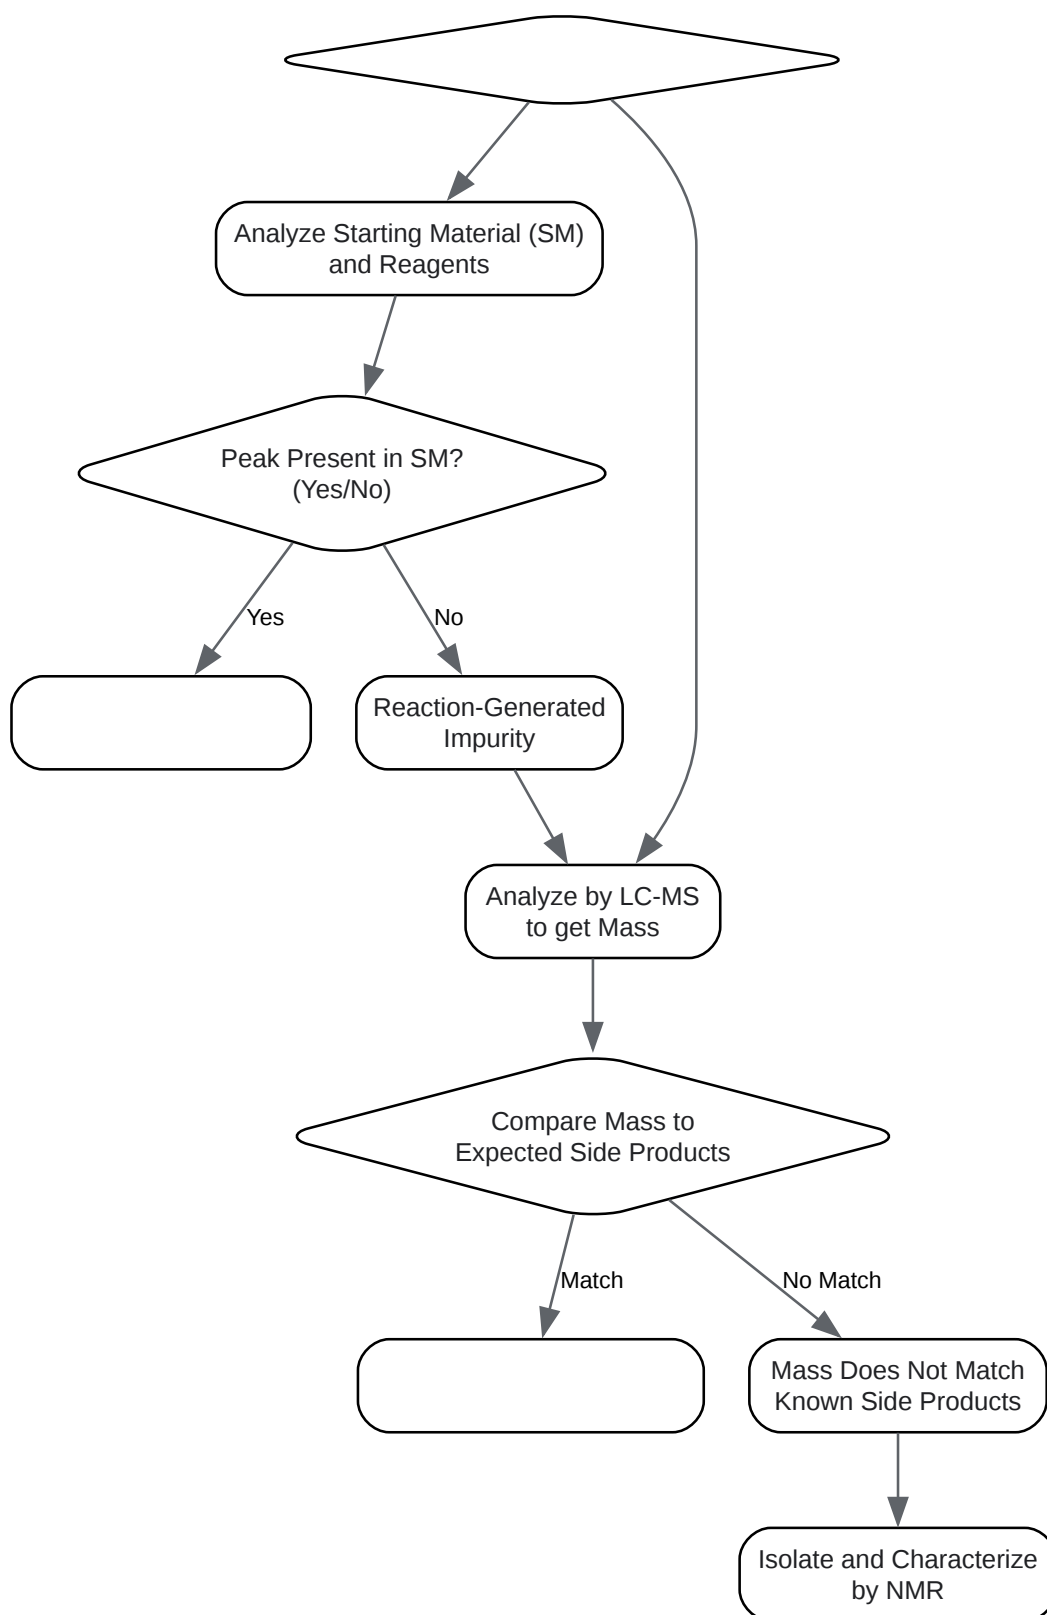 Analyze Starting Material (SM)
and Reagents
Peak Present in SM?
(Yes/No)
Yes
No
Reaction-Generated
Impurity
Analyze by LC-MS
to get Mass
Compare Mass to
Expected Side Products
Match
No Match
Mass Does Not Match
Known Side Products
Isolate and Characterize
by NMR